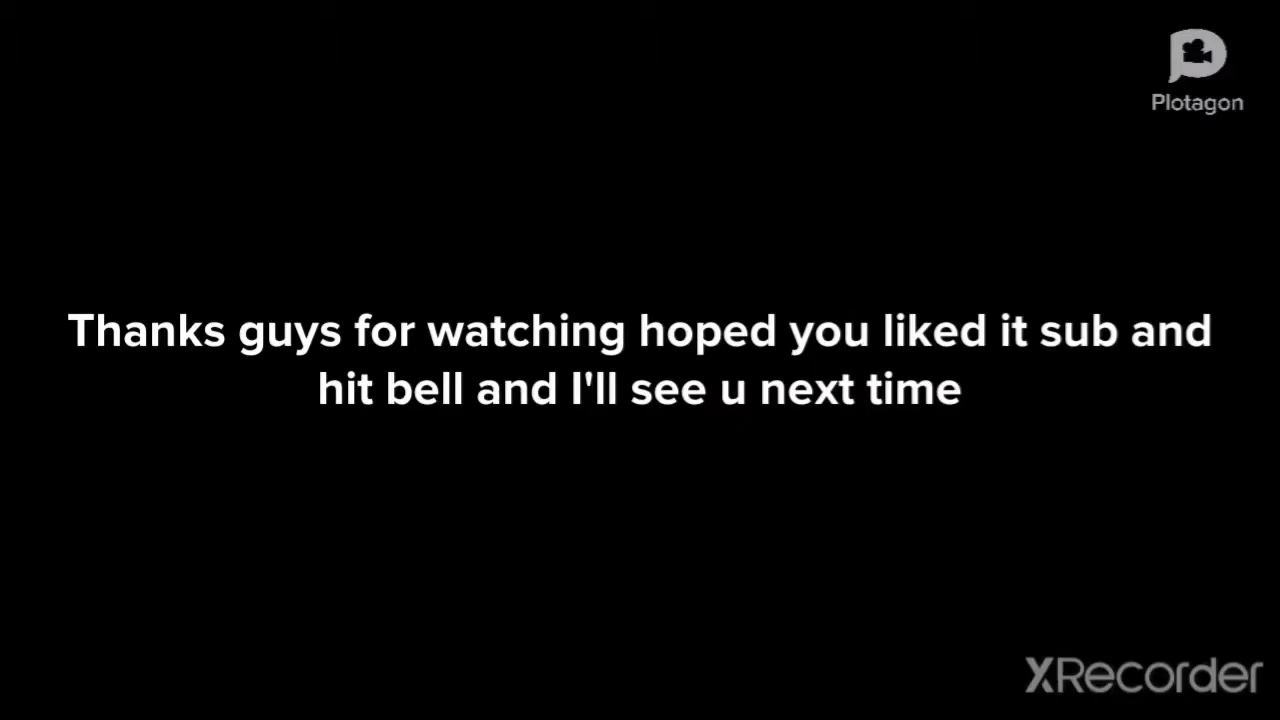 Plotagon
Thanks guys for watching hoped you liked it sub and
hit bell and I'll see u next time
XRecorder